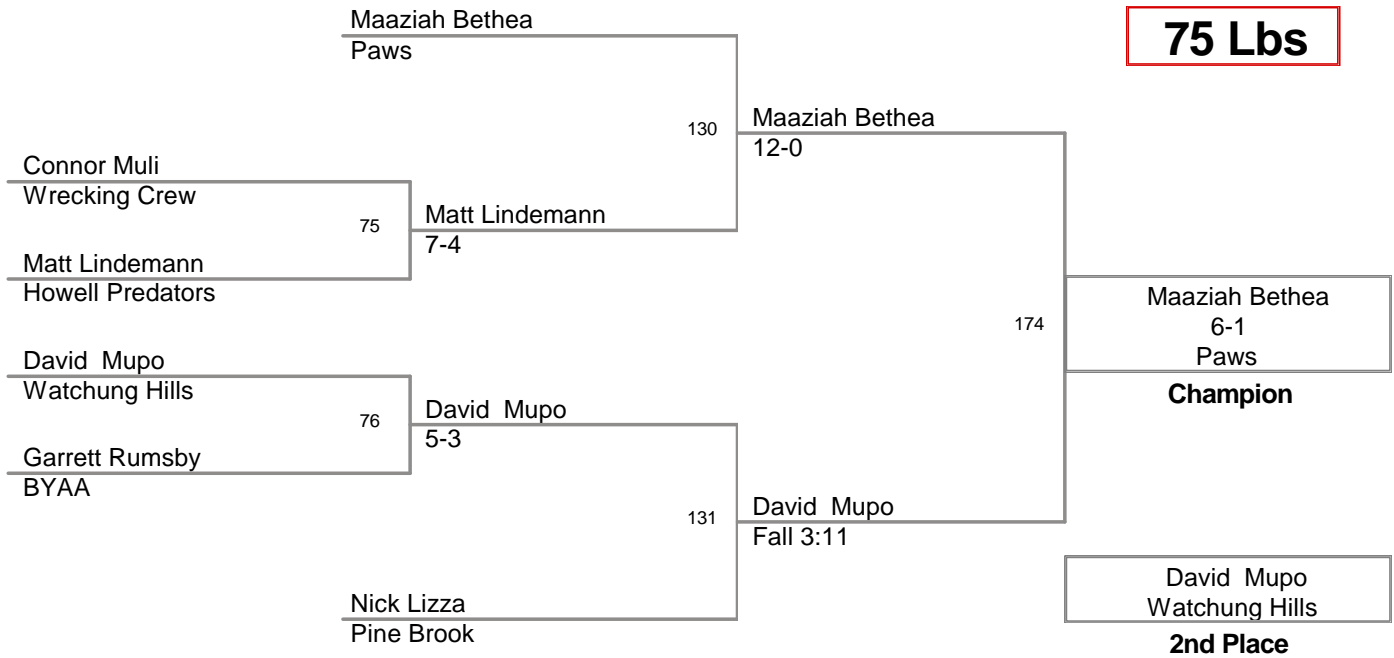 Maaziah Bethea
Paws
75 Lbs
130
Maaziah Bethea
12-0
Connor Muli
Wrecking Crew
75
Matt Lindemann
7-4
Matt Lindemann
Howell Predators
174
Maaziah Bethea
6-1
Paws
Champion
David Mupo
Watchung Hills
76
David Mupo
5-3
Garrett Rumsby
BYAA
131
David Mupo
Fall 3:11
Nick Lizza
Pine Brook
David Mupo
Watchung Hills
2nd Place